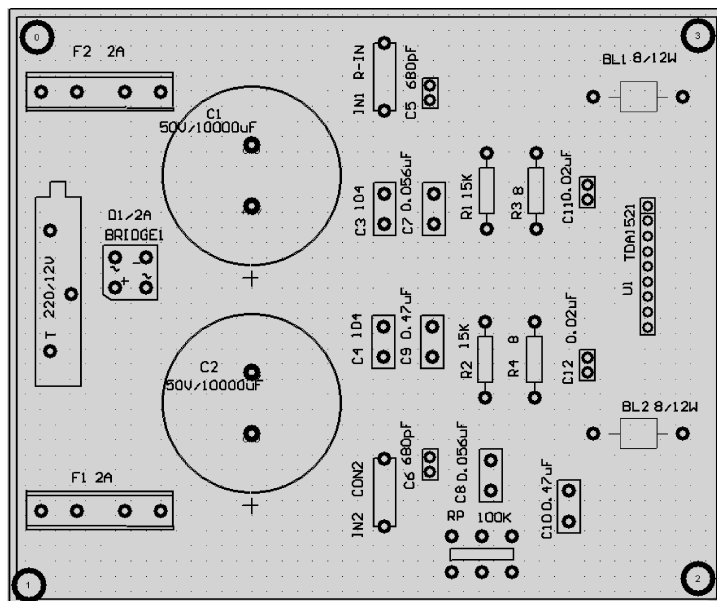 0
F2 2A
R-IN
IN1
680pF
C5
3
BL1 8/12W
C1
50V/10000uF
104
C3
0.056uF
C7
15K
R1
8
R3
0.02uF
C11
TDA1521
U1
D1/2A
BRIDGE1
T 220/12V
~
-
+
~
+
104
C4
0.47uF
C9
15K
R2
8
R4
0.02uF
C12
C2
50V/10000uF
BL2 8/12W
CON2
IN2
680pF
C6
0.056uF
C8
0.47uF
C10
F1 2A
+
RP 100K
1
2